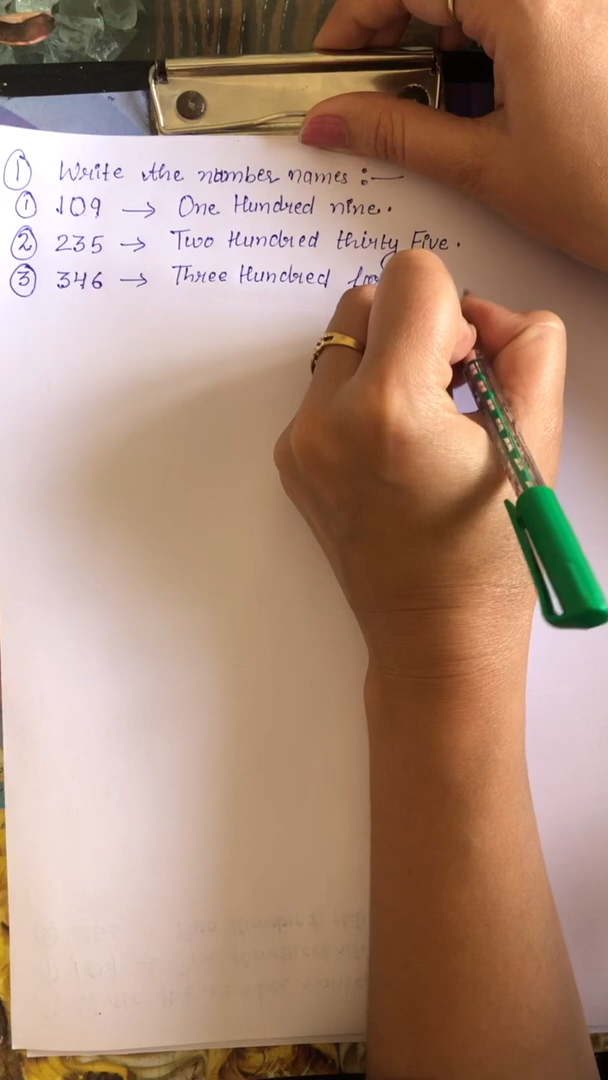 ① Write the number names :—
① 109 → One Hundred nine.
② 235 → Two Hundred thirty Five.
③ 346 → Three Hundred